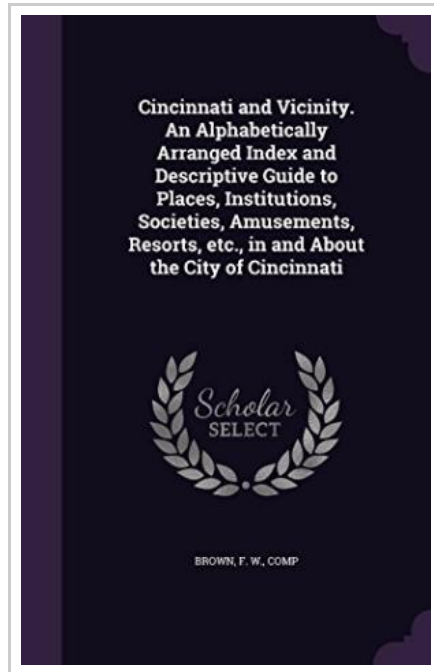 Cincinnati and Vicinity.
An Alphabetically
Arranged Index and
Descriptive Guide to
Places, Institutions,
Societies, Amusements,
Resorts, etc., in and About
the City of Cincinnati
Scholar
SELECT
BROWN, F. W., COMP